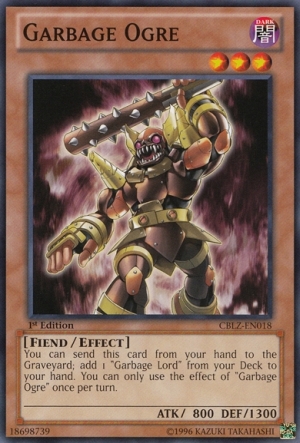 GARBAGE OGRE
DARK
闇
1st Edition
CBLZ-EN018
[FIEND / EFFECT]
You can send this card from your hand to the
Graveyard; add 1 "Garbage Lord" from your Deck to
your hand. You can only use the effect of "Garbage
Ogre" once per turn.
ATK / 800 DEF/1300
18698739
©1996 KAZUKI TAKAHASHI